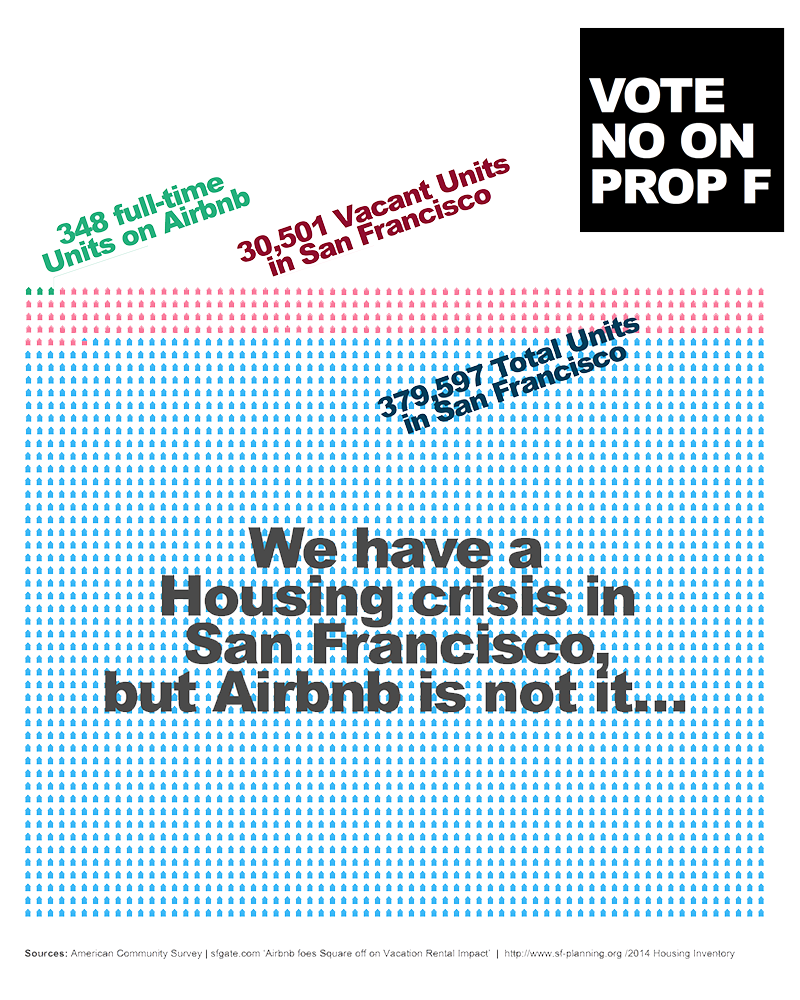 VOTE
NO ON
PROP F
348 full-time
Units on Airbnb
30,501 Vacant Units
in San Francisco
379,597 Total Units
in San Francisco
We have a
Housing crisis in
San Francisco,
but Airbnb is not it...
Sources: American Community Survey | sfgate.com 'Airbnb foes Square off on Vacation Rental Impact' | http://www.sf-planning.org /2014 Housing Inventory